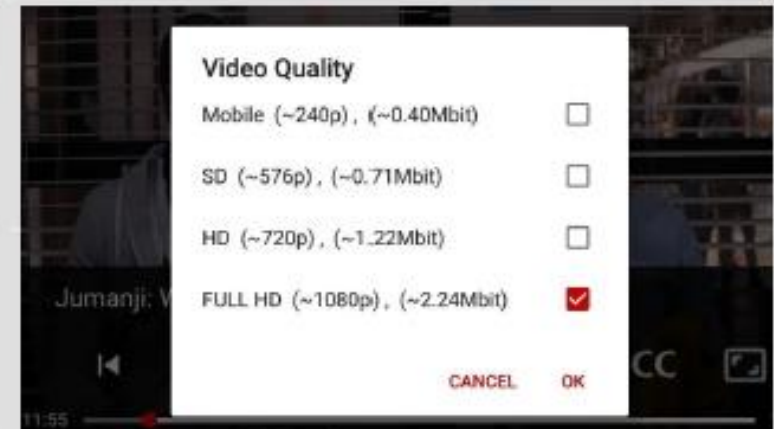 Video Quality
Mobile (~240p), (~0.40Mbit)
SD (~576p), (~0.71Mbit)
HD (~720p), (~1.22Mbit)
FULL HD (~1080p), (~2.24Mbit)
Jumanji:
CANCEL OK
CC
11:55